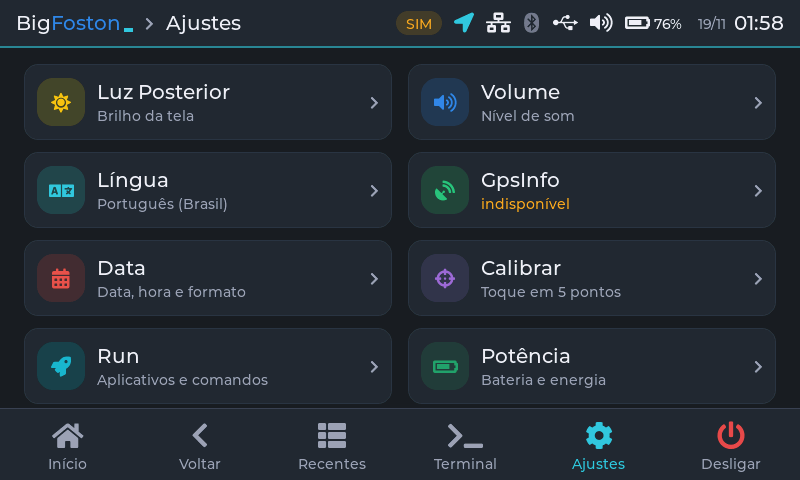 BigFoston_ > Ajustes SIM 76% 19/11 01:58
Luz Posterior
Brilho da tela
Volume
Nível de som
Língua
Português (Brasil)
GpsInfo
indisponível
Data
Data, hora e formato
Calibrar
Toque em 5 pontos
Run
Aplicativos e comandos
Potência
Bateria e energia
Início Voltar Recentes Terminal Ajustes Desligar